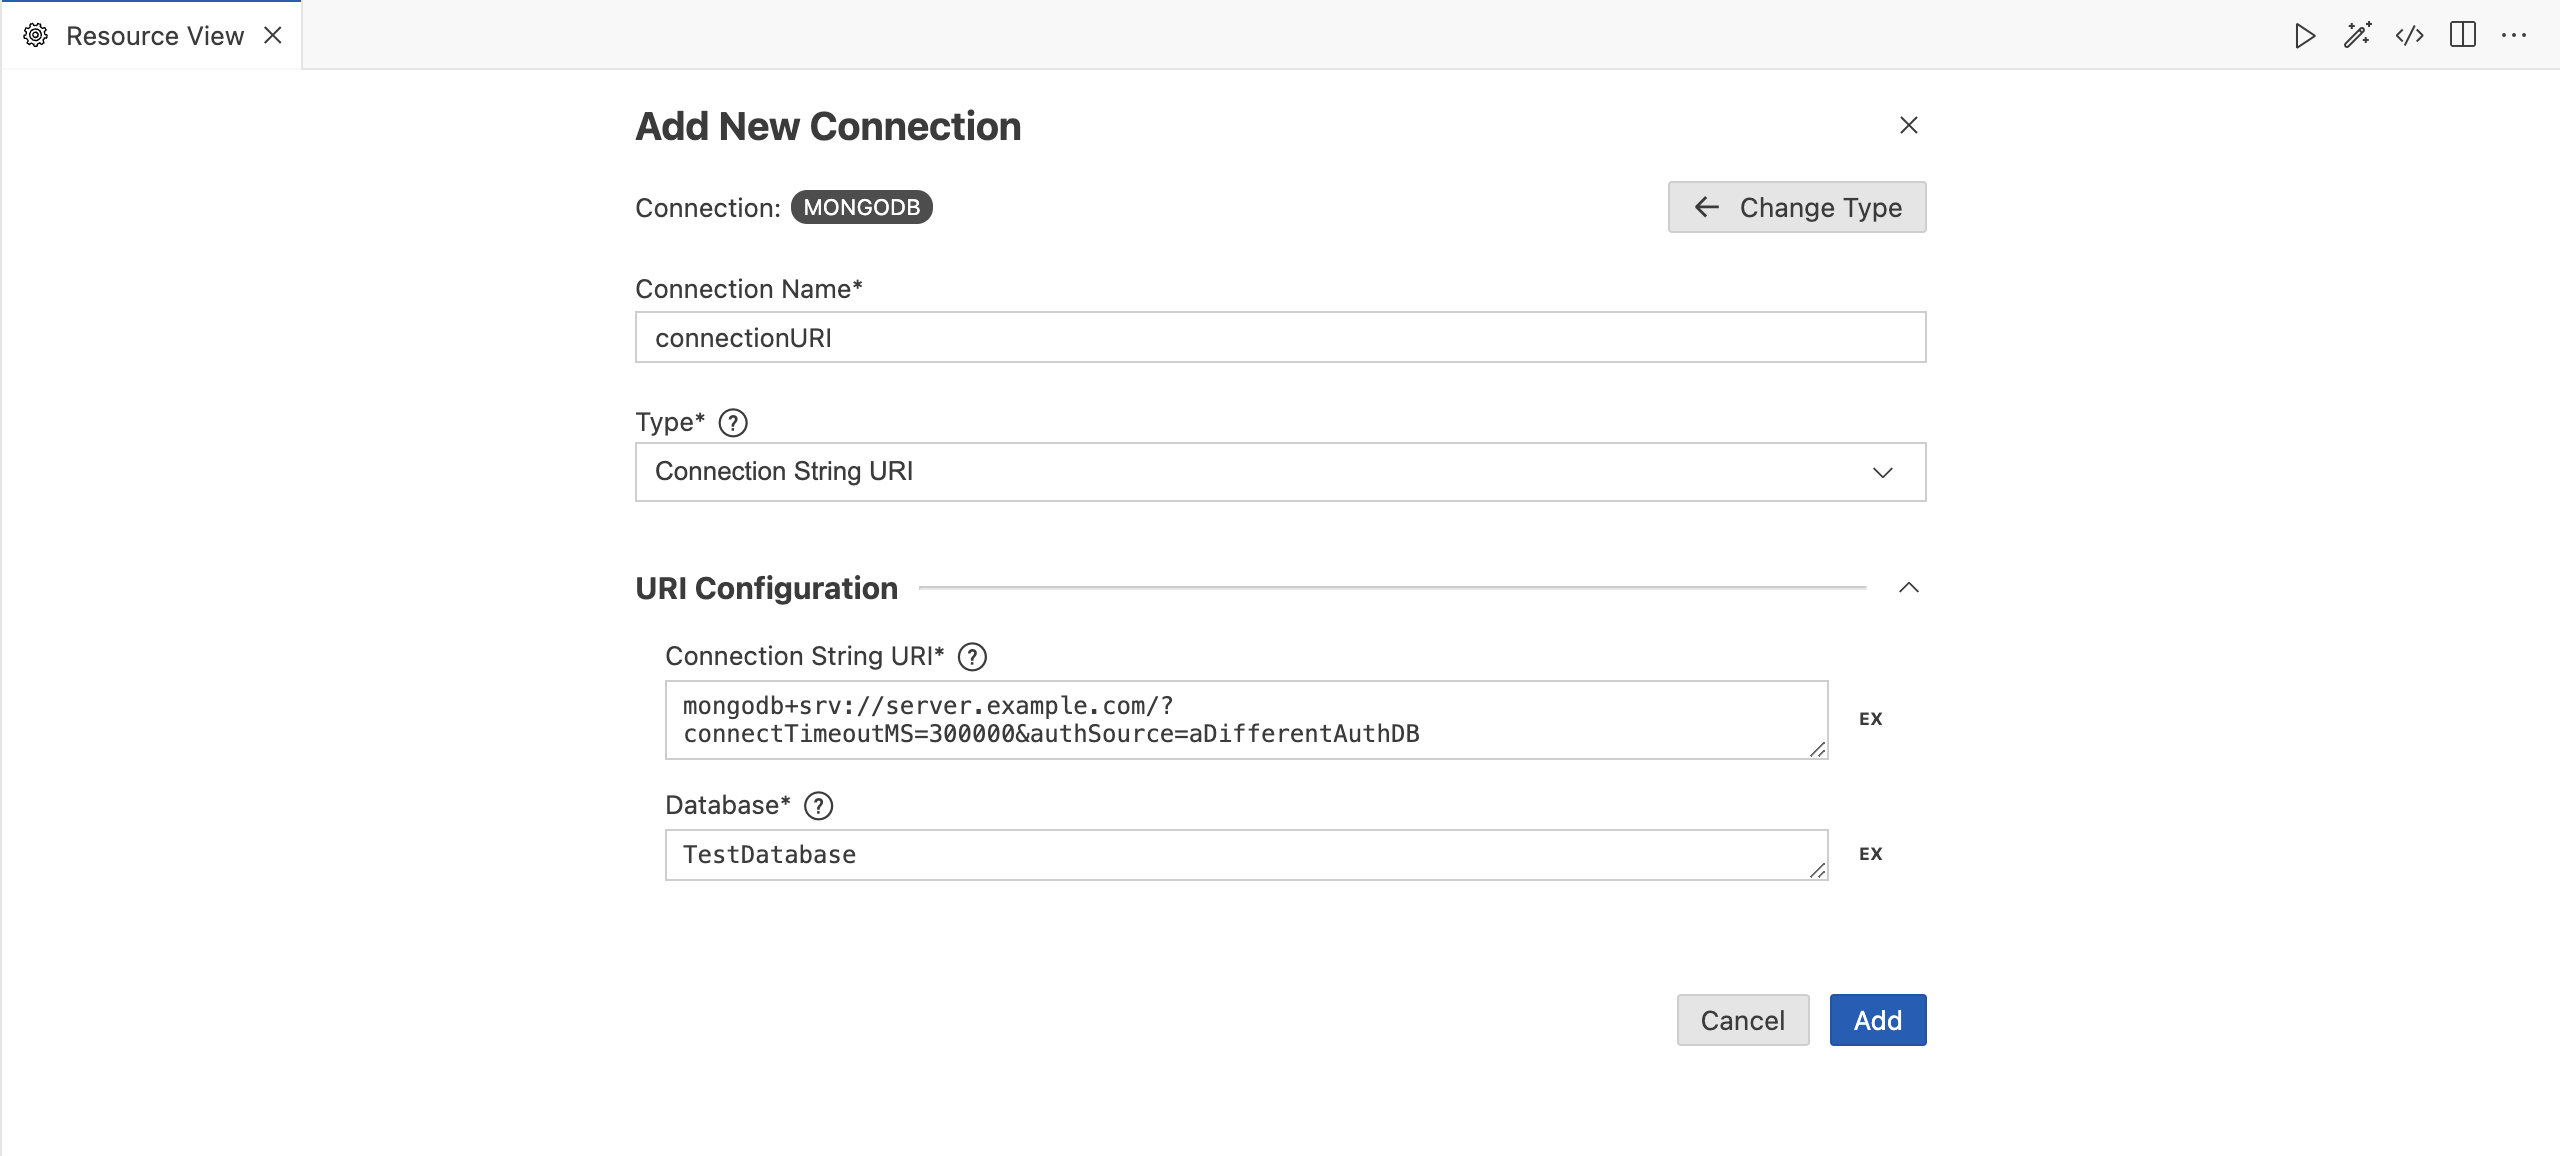 Resource View
Add New Connection
Connection: MONGODB
Change Type
Connection Name*
connectionURI
Type* ?
Connection String URI
URI Configuration
Connection String URI* ?
mongodb+srv://server.example.com/?
connectTimeoutMS=300000&authSource=aDifferentAuthDB
EX
Database* ?
TestDatabase
EX
Cancel
Add